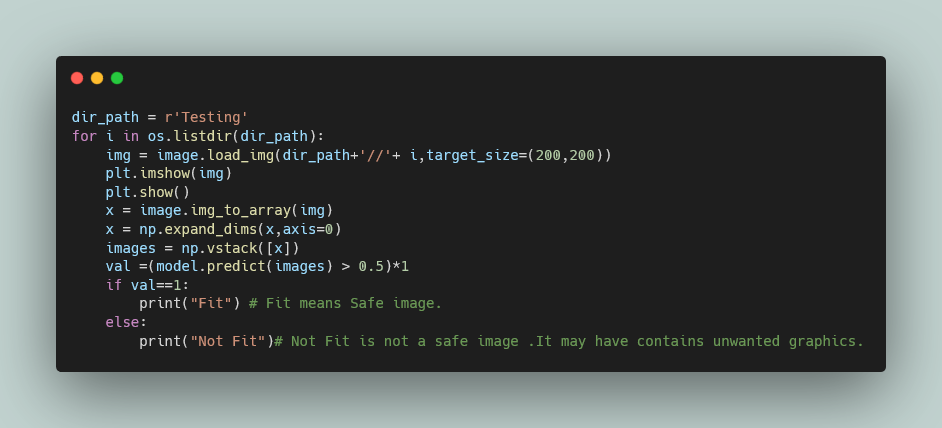 dir_path = r'Testing'
for i in os.listdir(dir_path):
    img = image.load_img(dir_path+'//'+ i,target_size=(200,200))
    plt.imshow(img)
    plt.show()
    x = image.img_to_array(img)
    x = np.expand_dims(x,axis=0)
    images = np.vstack([x])
    val =(model.predict(images) > 0.5)*1
    if val==1:
        print("Fit") # Fit means Safe image.
    else:
        print("Not Fit")# Not Fit is not a safe image .It may have contains unwanted graphics.